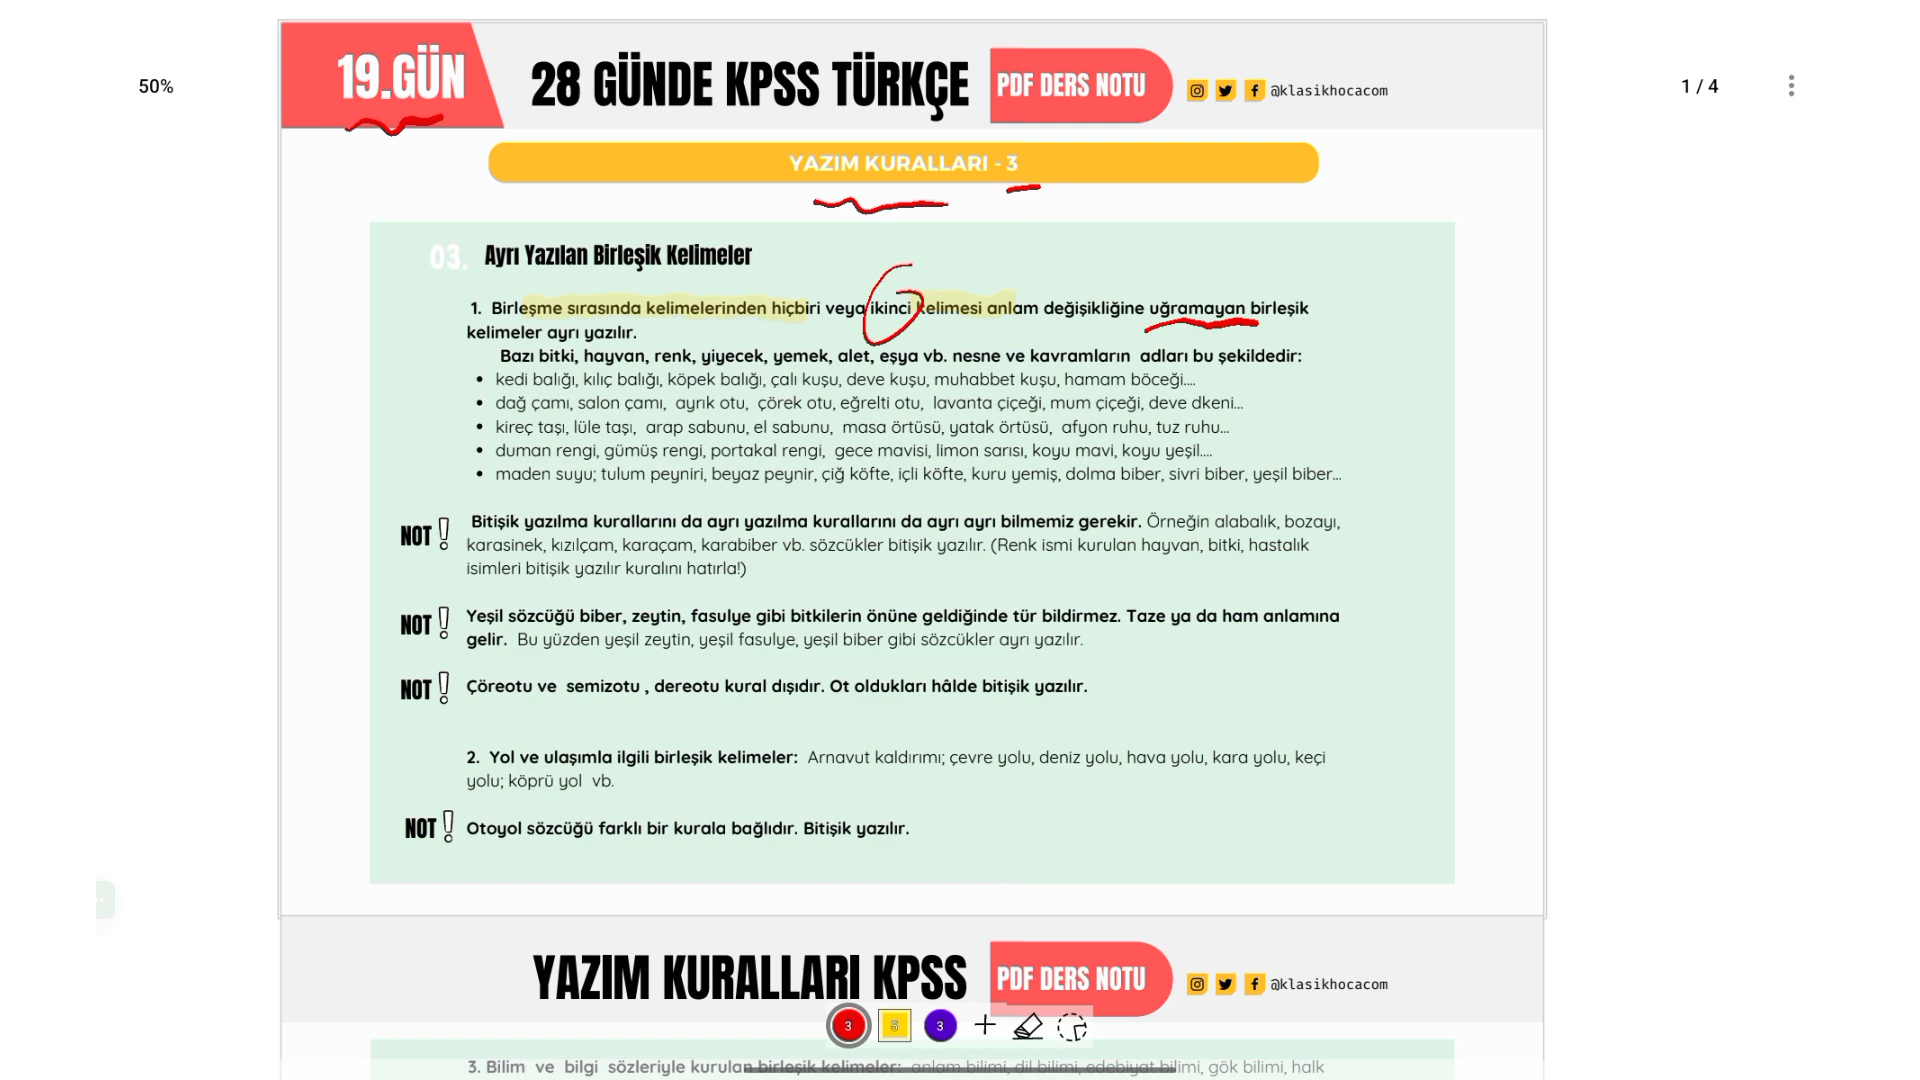 50%
19.GÜN
28 GÜNDE KPSS TÜRKÇE
PDF DERS NOTU
@klasikhocacom
1 / 4
YAZIM KURALLARI - 3
03. Ayrı Yazılan Birleşik Kelimeler
1. Birleşme sırasında kelimelerinden hiçbiri veya ikinci kelimesi anlam değişikliğine uğramayan birleşik
kelimeler ayrı yazılır.
Bazı bitki, hayvan, renk, yiyecek, yemek, alet, eşya vb. nesne ve kavramların adları bu şekildedir:
• kedi balığı, kılıç balığı, köpek balığı, çalı kuşu, deve kuşu, muhabbet kuşu, hamam böceği....
• dağ çamı, salon çamı, ayrık otu, çörek otu, eğrelti otu, lavanta çiçeği, mum çiçeği, deve dkeni...
• kireç taşı, lüle taşı, arap sabunu, el sabunu, masa örtüsü, yatak örtüsü, afyon ruhu, tuz ruhu...
• duman rengi, gümüş rengi, portakal rengi, gece mavisi, limon sarısı, koyu mavi, koyu yeşil....
• maden suyu; tulum peyniri, beyaz peynir, çiğ köfte, içli köfte, kuru yemiş, dolma biber, sivri biber, yeşil biber...
NOT! Bitişik yazılma kurallarını da ayrı yazılma kurallarını da ayrı ayrı bilmemiz gerekir. Örneğin alabalık, bozayı,
karasinek, kızılçam, karaçam, karabiber vb. sözcükler bitişik yazılır. (Renk ismi kurulan hayvan, bitki, hastalık
isimleri bitişik yazılır kuralını hatırla!)
NOT! Yeşil sözcüğü biber, zeytin, fasulye gibi bitkilerin önüne geldiğinde tür bildirmez. Taze ya da ham anlamına
gelir. Bu yüzden yeşil zeytin, yeşil fasulye, yeşil biber gibi sözcükler ayrı yazılır.
NOT! Çöreotu ve semizotu , dereotu kural dışıdır. Ot oldukları hâlde bitişik yazılır.
2. Yol ve ulaşımla ilgili birleşik kelimeler: Arnavut kaldırımı; çevre yolu, deniz yolu, hava yolu, kara yolu, keçi
yolu; köprü yol vb.
NOT! Otoyol sözcüğü farklı bir kurala bağlıdır. Bitişik yazılır.
YAZIM KURALLARI KPSS
PDF DERS NOTU
@klasikhocacom
3 5 3
3. Bilim ve bilgi sözleriyle kurulan birleşik kelimeler: anlam bilimi, dil bilimi, edebiyat bilimi, gök bilimi, halk